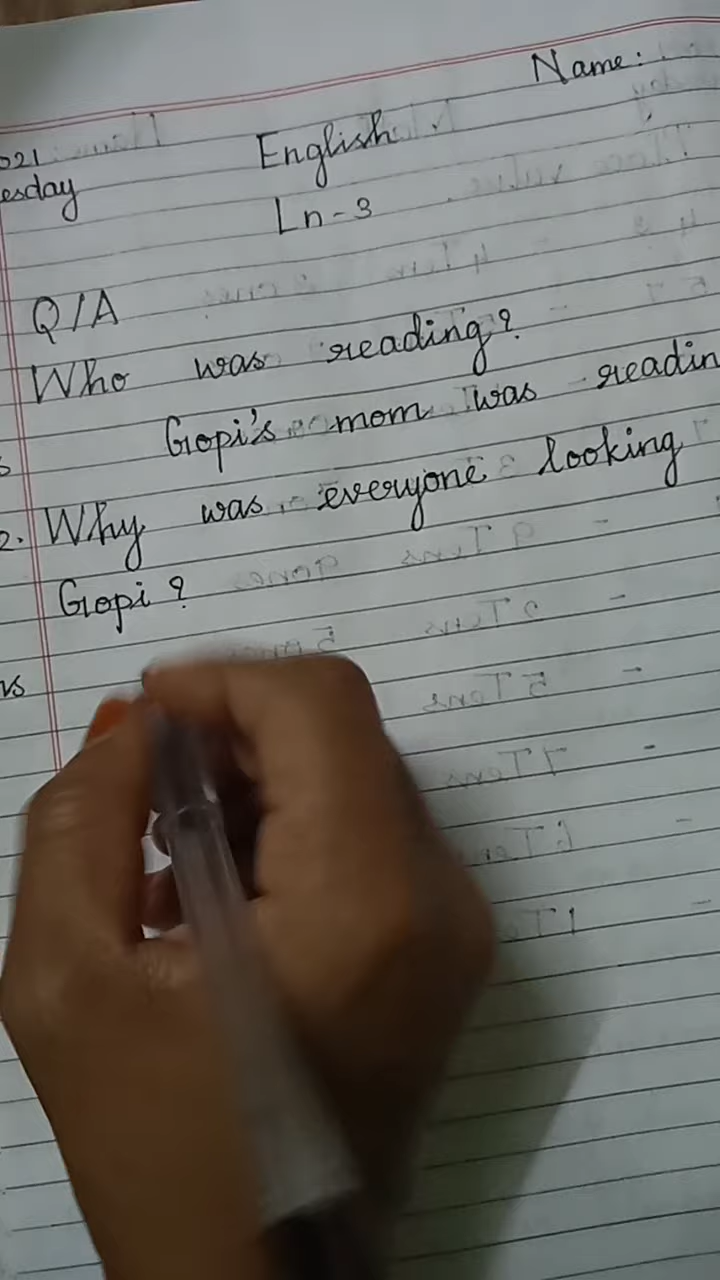 Name:
021
English
esday
Ln-3
Q/A
Who was reading?
Gopi's mom was readin
2. Why was everyone looking
Gopi?